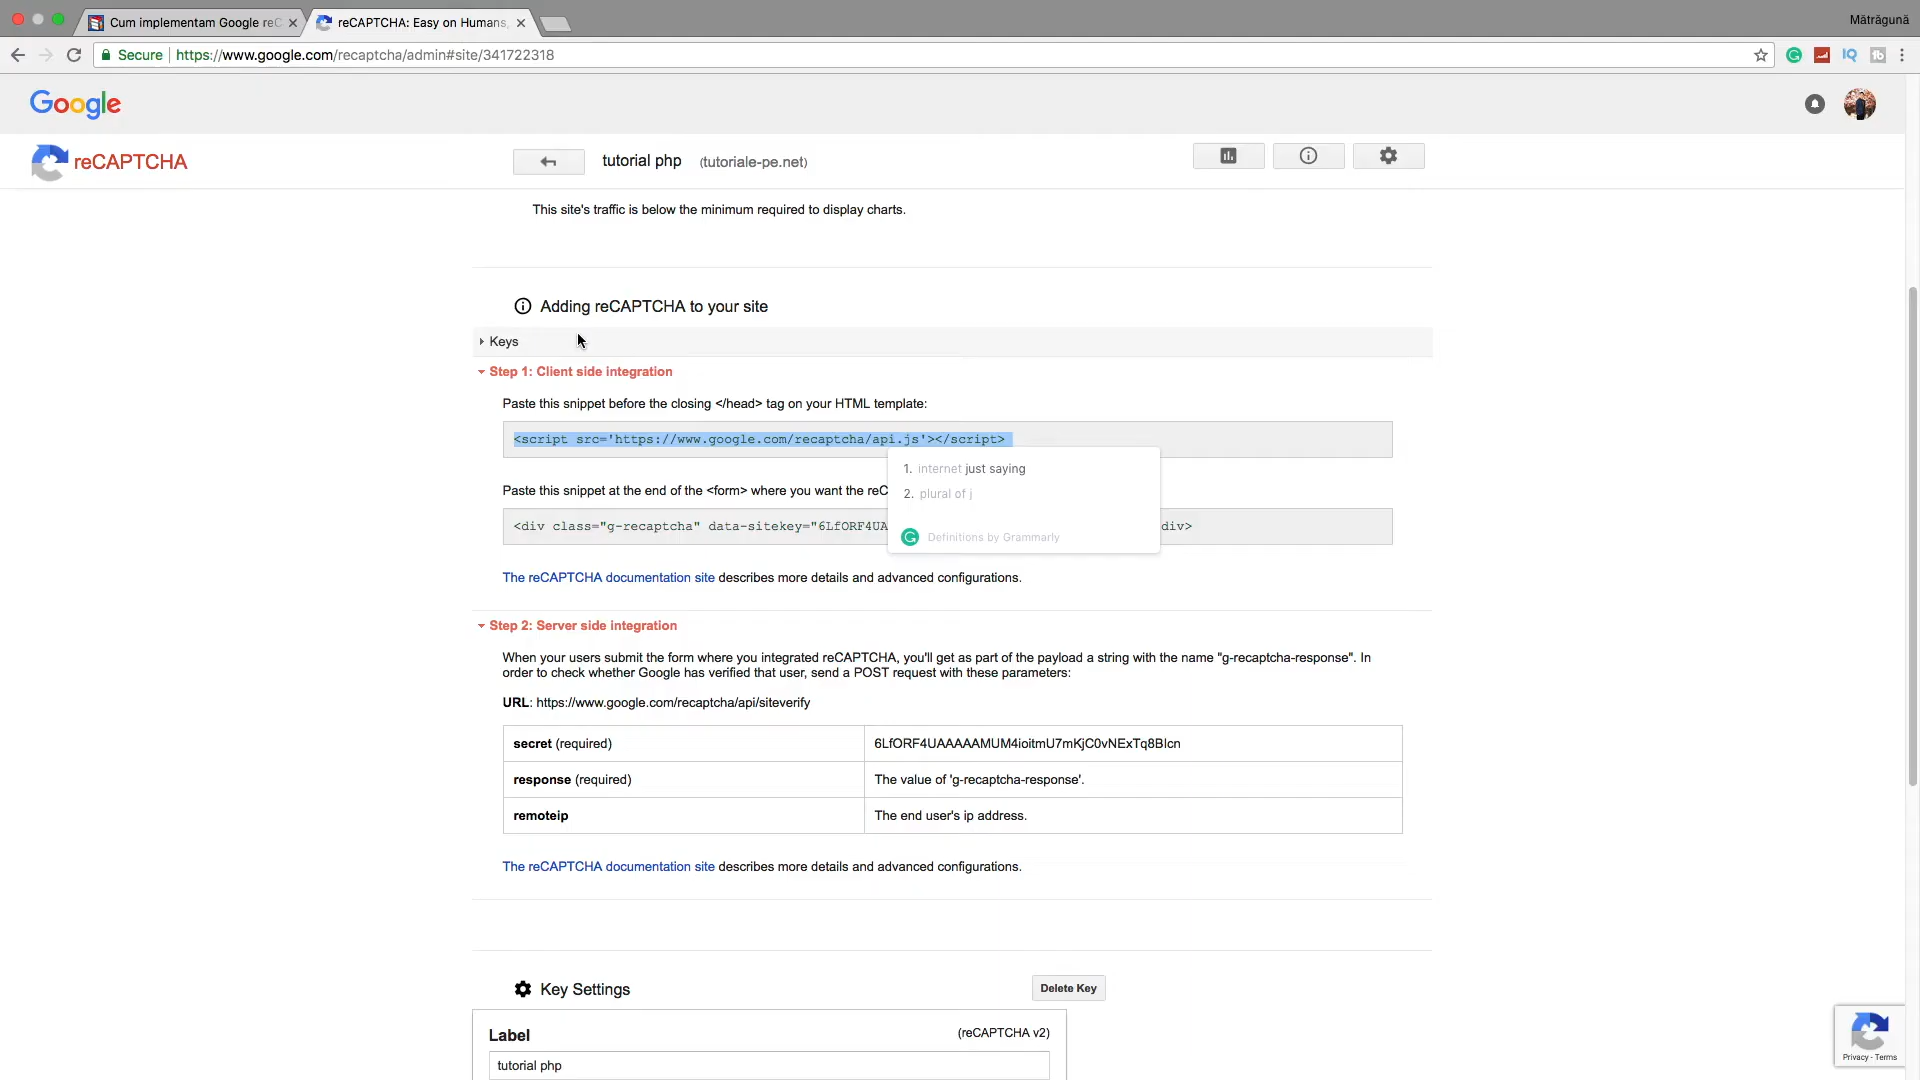 Cum implementam Google reC
reCAPTCHA: Easy on Humans,
Mătrăgună
Secure
https://www.google.com/recaptcha/admin#site/341722318
Google
reCAPTCHA
tutorial php (tutoriale-pe.net)
This site's traffic is below the minimum required to display charts.
Adding reCAPTCHA to your site
Keys
Step 1: Client side integration
Paste this snippet before the closing </head> tag on your HTML template:
<script src='https://www.google.com/recaptcha/api.js'></script>
1. internet just saying
Paste this snippet at the end of the <form> where you want the reC
2. plural of j
<div class="g-recaptcha" data-sitekey="6LfORF4UA
div>
Definitions by Grammarly
The reCAPTCHA documentation site describes more details and advanced configurations.
Step 2: Server side integration
When your users submit the form where you integrated reCAPTCHA, you'll get as part of the payload a string with the name "g-recaptcha-response". In
order to check whether Google has verified that user, send a POST request with these parameters:
URL: https://www.google.com/recaptcha/api/siteverify
secret (required)
6LfORF4UAAAAAMUM4ioitmU7mKjC0vNExTq8BIcn
response (required)
The value of 'g-recaptcha-response'.
remoteip
The end user's ip address.
The reCAPTCHA documentation site describes more details and advanced configurations.
Key Settings
Delete Key
Label
(reCAPTCHA v2)
tutorial php
Privacy - Terms